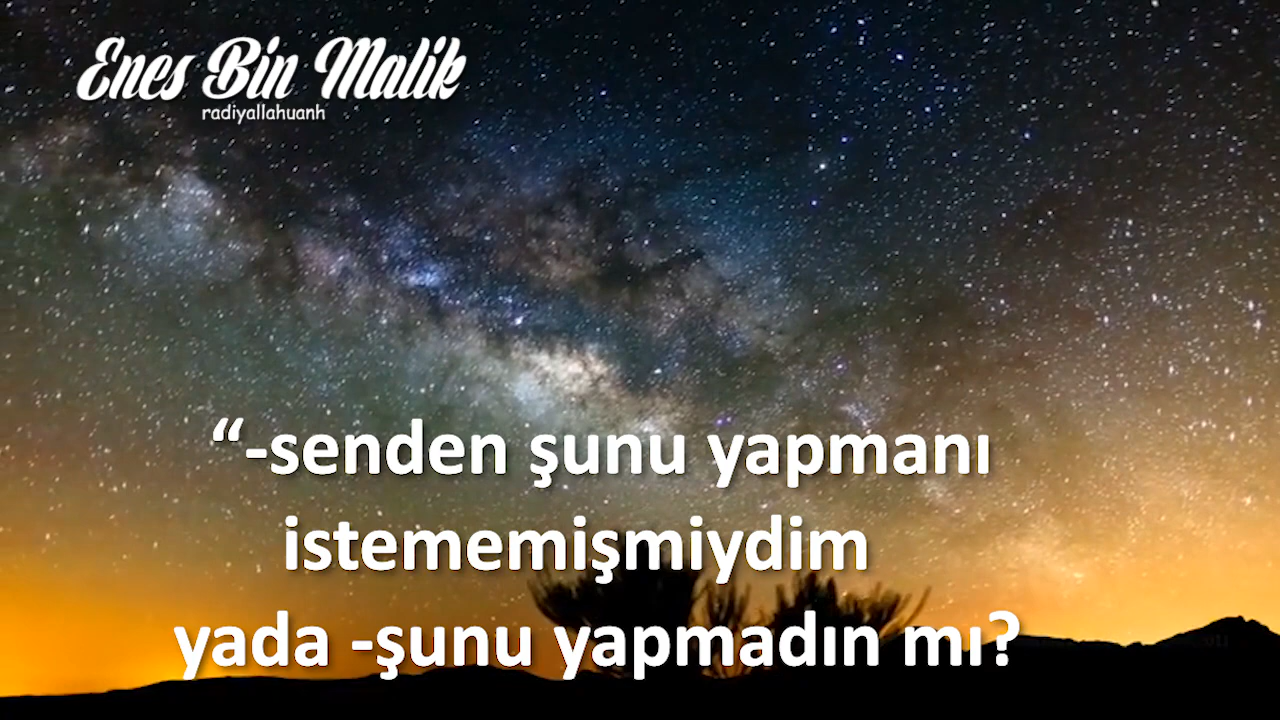 Enes Bin Malik
radiyallahuanh
“-senden şunu yapmanı
istememişmiydim
yada -şunu yapmadın mı?